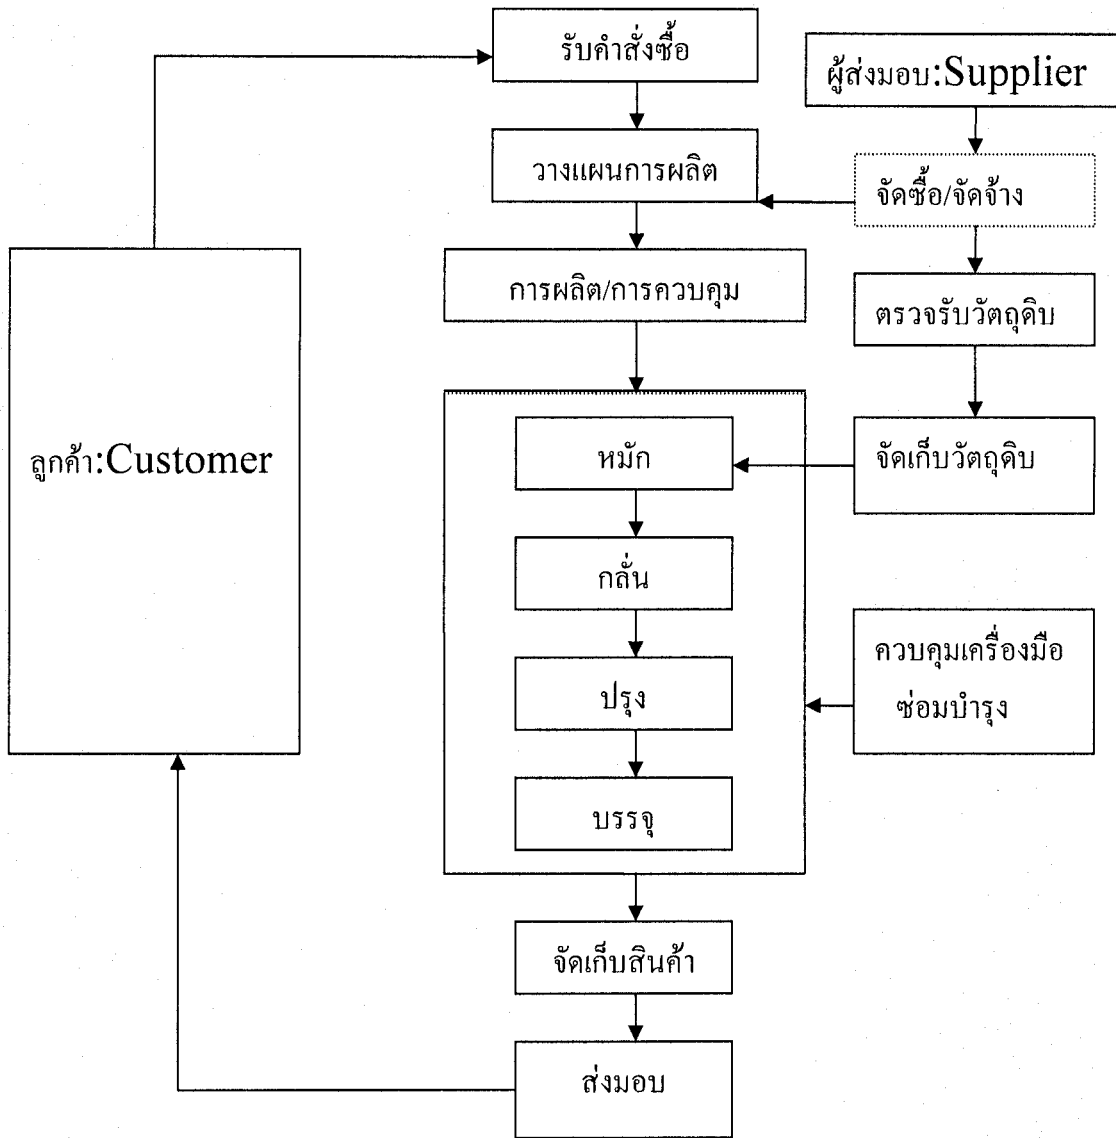 รับคำสั่งซื้อ
ผู้ส่งมอบ:Supplier
วางแผนการผลิต
จัดซื้อ/จัดจ้าง
การผลิต/การควบคุม
ตรวจรับวัตถุดิบ
ลูกค้า:Customer
หมัก
จัดเก็บวัตถุดิบ
กลั่น
ควบคุมเครื่องมือ
ซ่อมบำรุง
ปรุง
บรรจุ
จัดเก็บสินค้า
ส่งมอบ